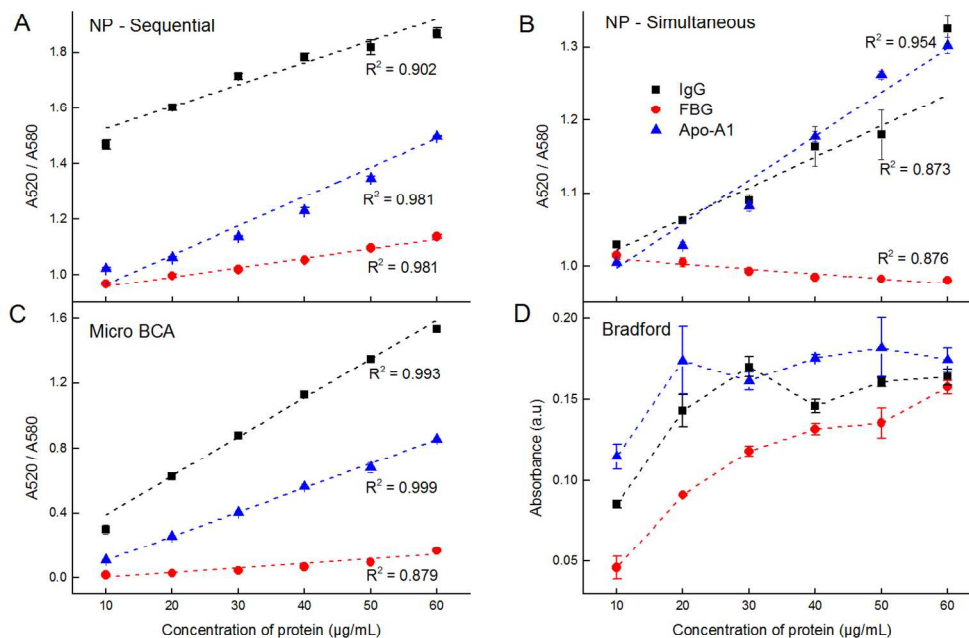 A
NP - Sequential
1.8
1.6
1.4
1.2
1.0
A520 / A580
R² = 0.902
R² = 0.981
R² = 0.981
B
NP - Simultaneous
1.3
1.2
1.1
1.0
A520 / A580
IgG
FBG
Apo-A1
R² = 0.954
R² = 0.873
R² = 0.876
C
Micro BCA
1.6
1.2
0.8
0.4
0.0
A520 / A580
R² = 0.993
R² = 0.999
R² = 0.879
10 20 30 40 50 60
Concentration of protein (µg/mL)
D
Bradford
0.20
0.15
0.10
0.05
Absorbance (a.u)
10 20 30 40 50 60
Concentration of protein (µg/mL)